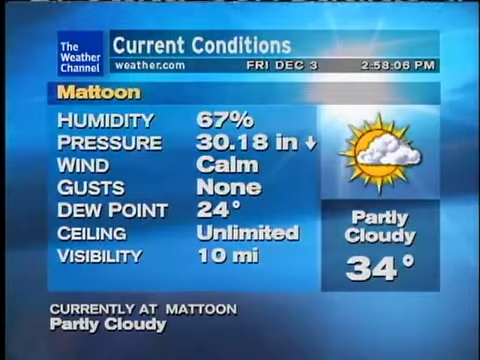 The Weather Channel
Current Conditions
weather.com FRI DEC 3 2:58:06 PM
Mattoon
HUMIDITY 67%
PRESSURE 30.18 in ↓
WIND Calm
GUSTS None
DEW POINT 24°
CEILING Unlimited
VISIBILITY 10 mi
Partly
Cloudy
34°
CURRENTLY AT MATTOON
Partly Cloudy